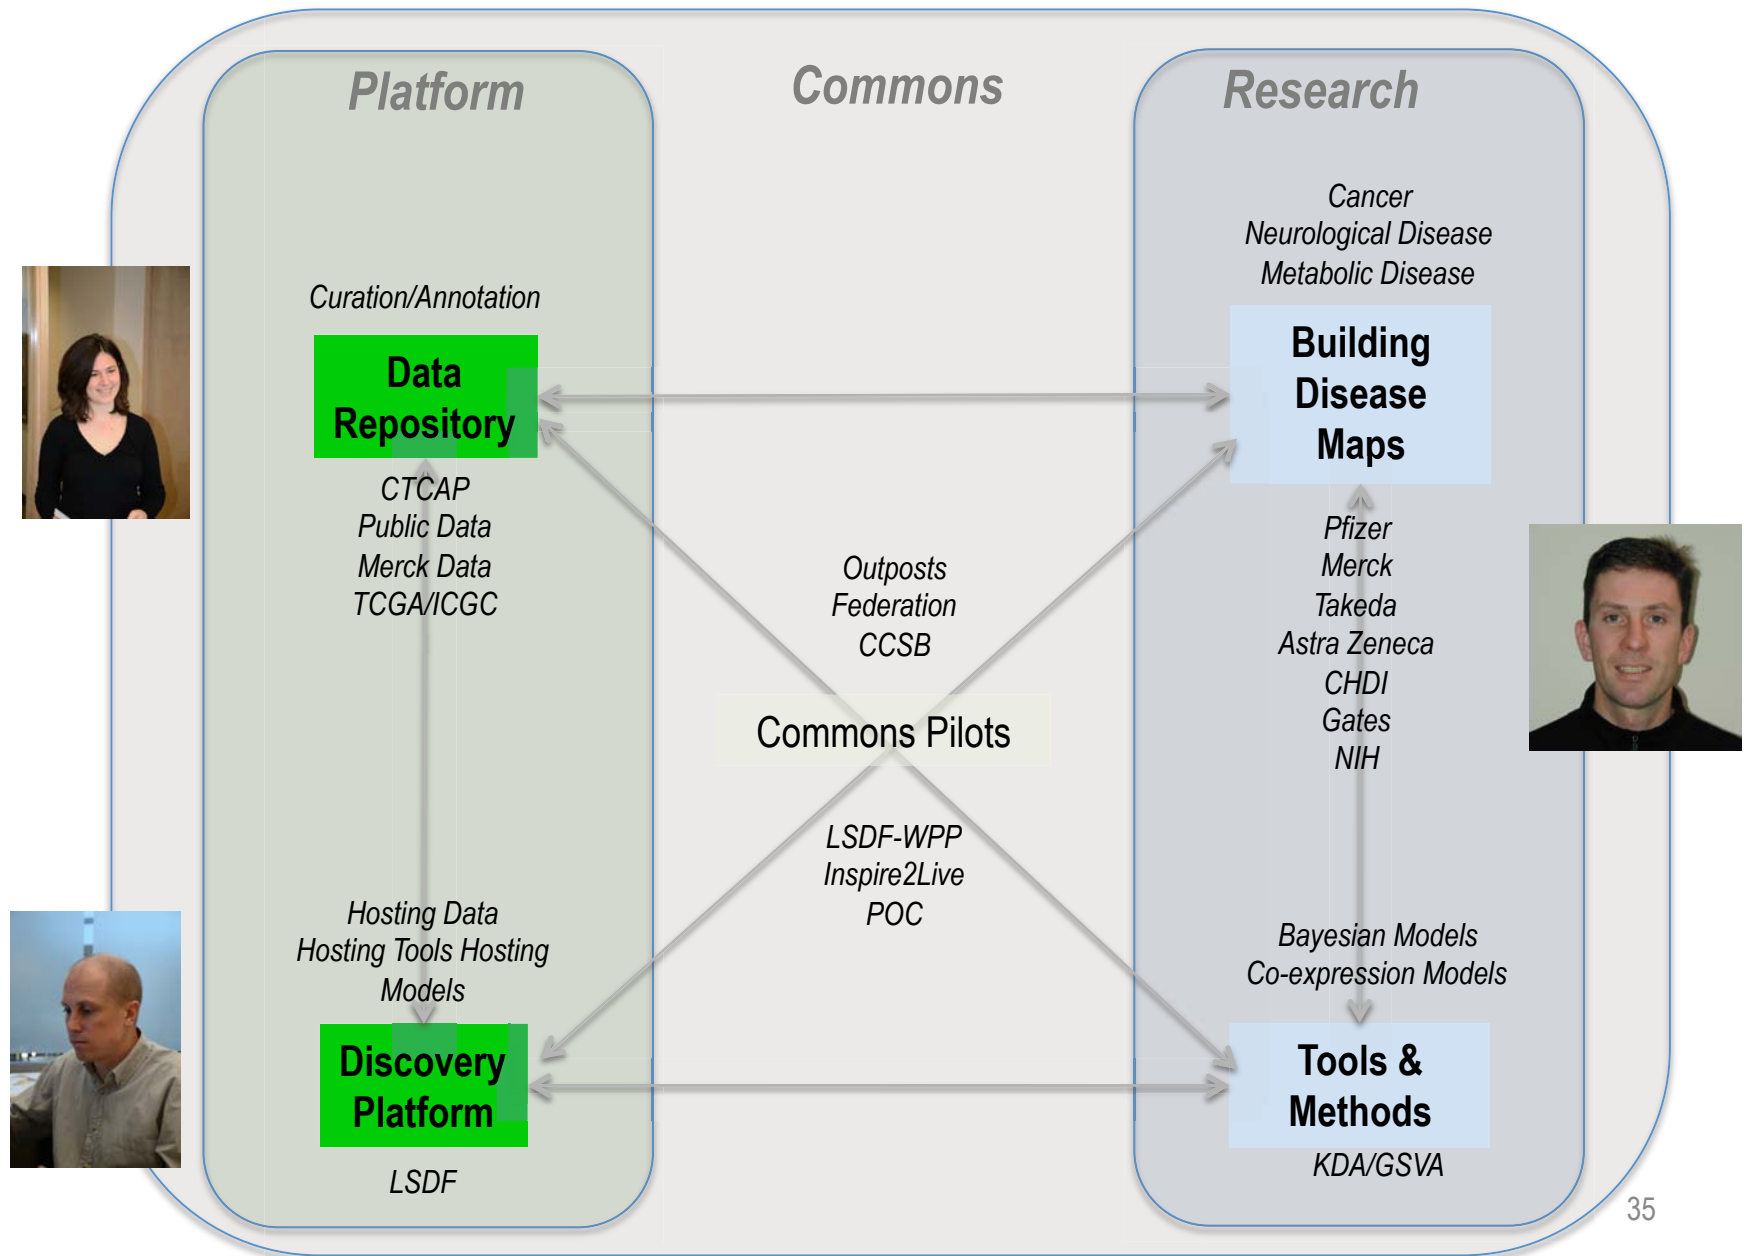 Platform
Commons
Research
Cancer
Neurological Disease
Metabolic Disease
Curation/Annotation
Data
Repository
Building
Disease
Maps
CTCAP
Public Data
Merck Data
TCGA/ICGC
Outposts
Federation
CCSB
Pfizer
Merck
Takeda
Astra Zeneca
CHDI
Gates
NIH
Commons Pilots
LSDF-WPP
Inspire2Live
POC
Hosting Data
Hosting Tools Hosting
Models
Bayesian Models
Co-expression Models
Discovery
Platform
Tools &
Methods
LSDF
KDA/GSVA
35